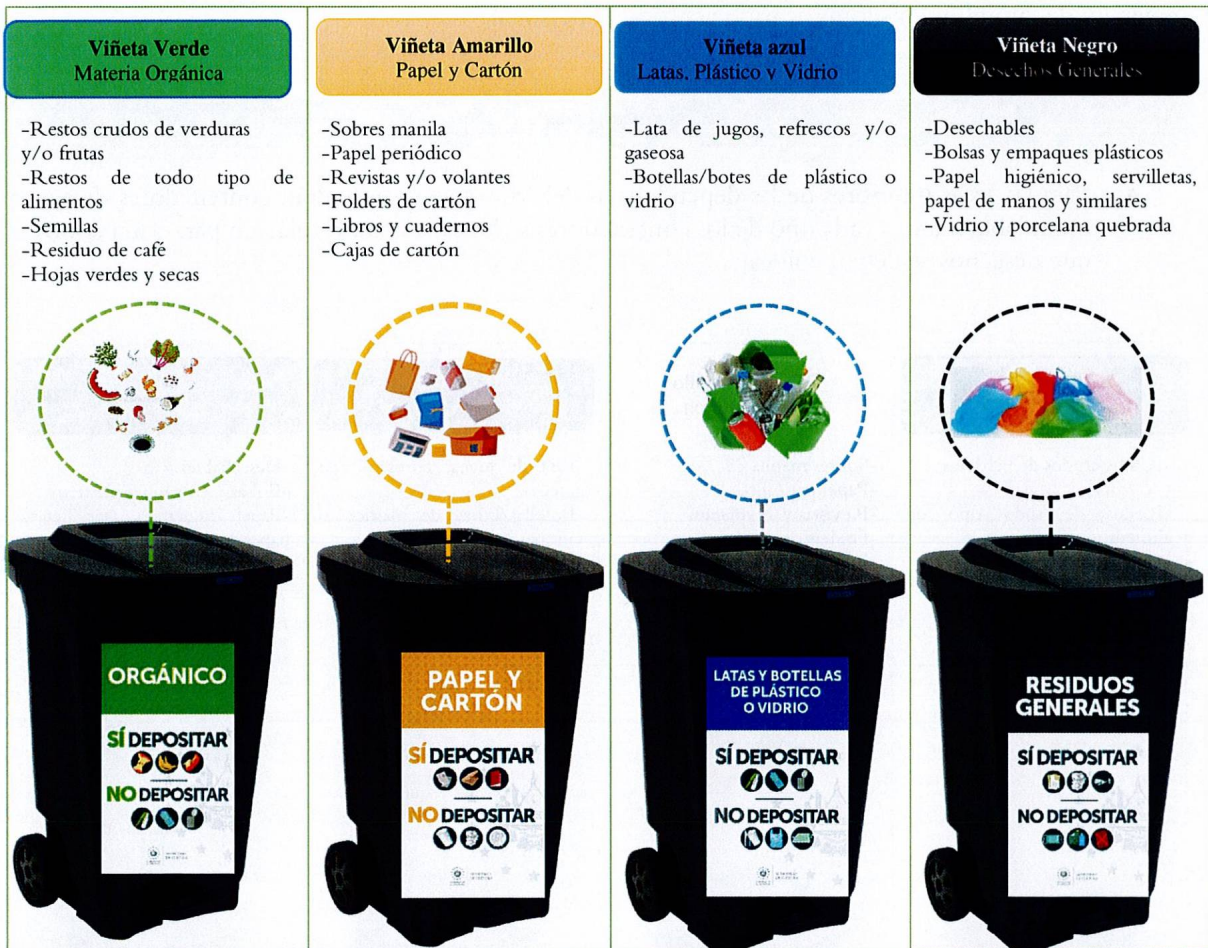 Viñeta Verde
Materia Orgánica
-Restos crudos de verduras
y/o frutas
-Restos de todo tipo de
alimentos
-Semillas
-Residuo de café
-Hojas verdes y secas
ORGÁNICO
SÍ DEPOSITAR
NO DEPOSITAR
Viñeta Amarillo
Papel y Cartón
-Sobres manila
-Papel periódico
-Revistas y/o volantes
-Folders de cartón
-Libros y cuadernos
-Cajas de cartón
PAPEL Y
CARTÓN
SÍ DEPOSITAR
NO DEPOSITAR
Viñeta azul
Latas, Plástico y Vidrio
-Lata de jugos, refrescos y/o
gaseosa
-Botellas/botes de plástico o
vidrio
LATAS Y BOTELLAS
DE PLÁSTICO
O VIDRIO
SÍ DEPOSITAR
NO DEPOSITAR
Viñeta Negro
Desechos Generales
-Desechables
-Bolsas y empaques plásticos
-Papel higiénico, servilletas,
papel de manos y similares
-Vidrio y porcelana quebrada
RESIDUOS
GENERALES
SÍ DEPOSITAR
NO DEPOSITAR